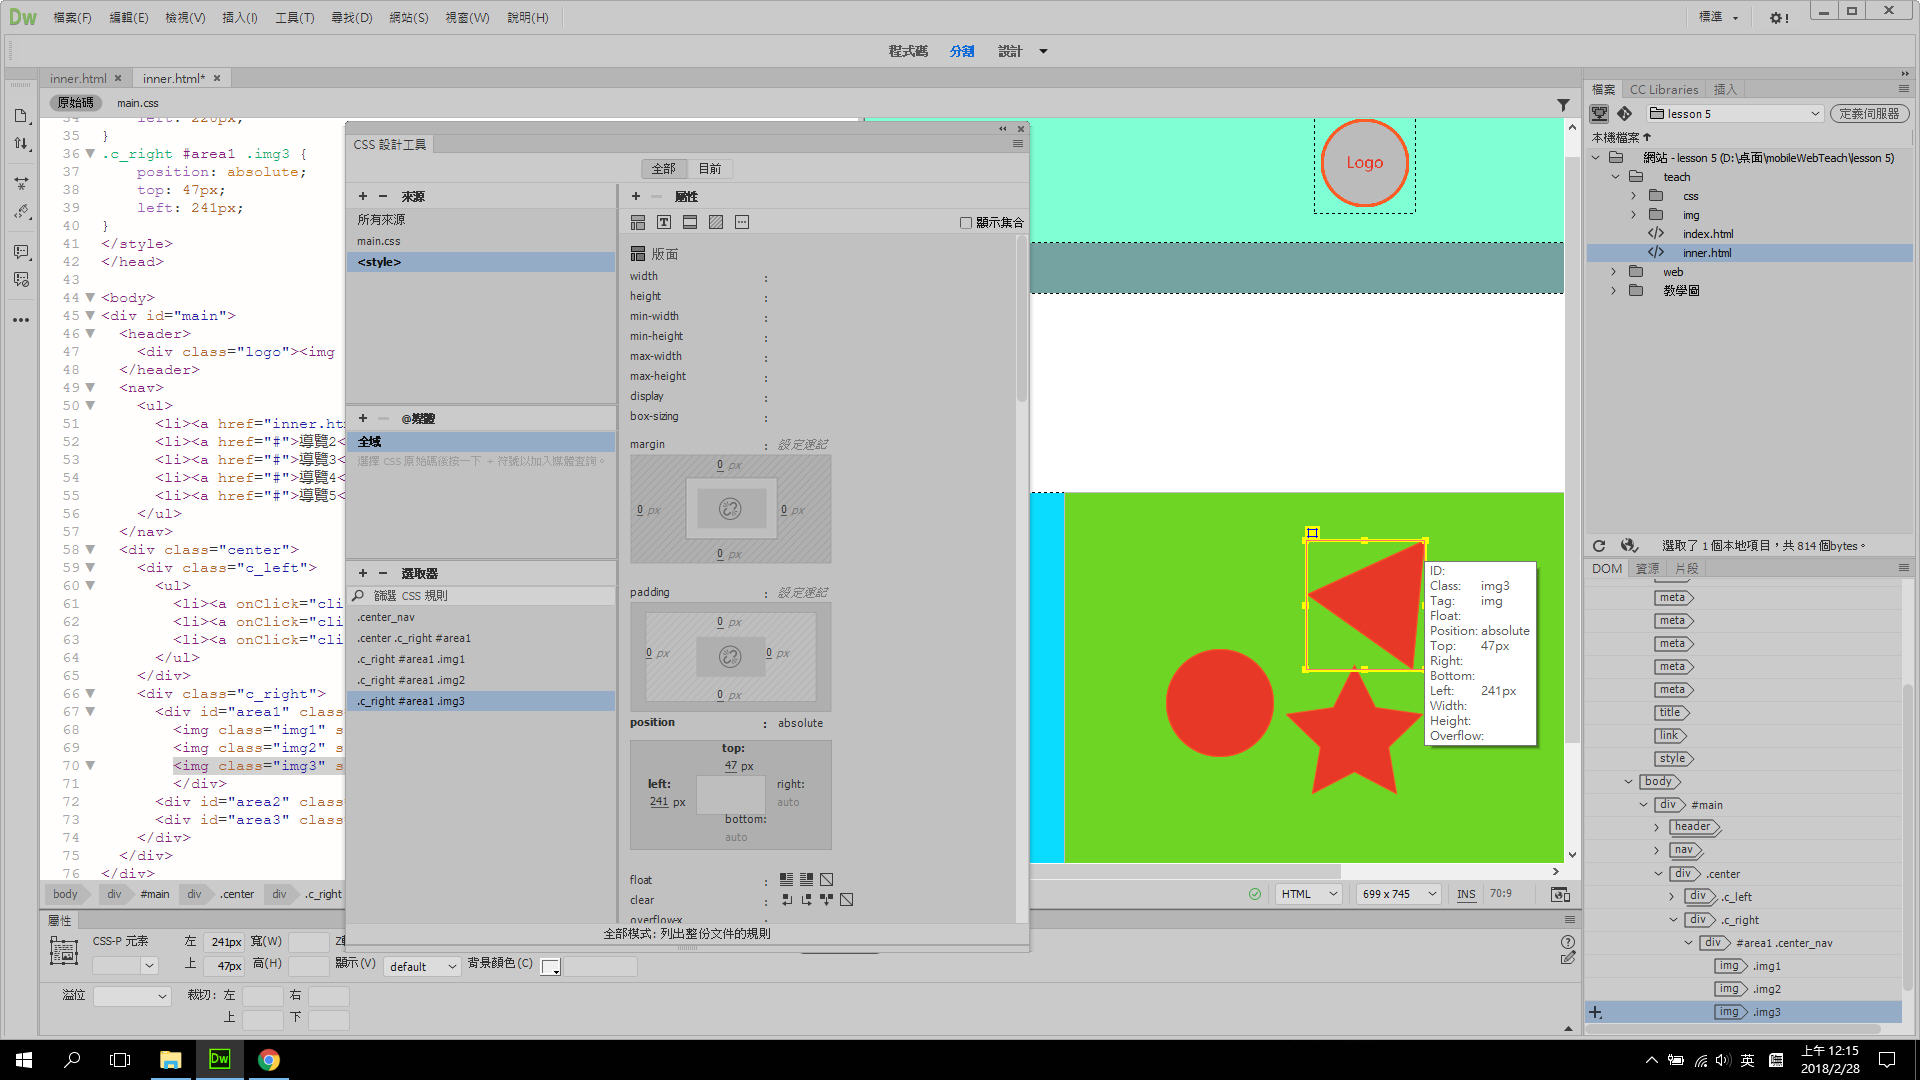 Dw 檔案(F) 編輯(E) 檢視(V) 插入(I) 工具(T) 尋找(D) 網站(S) 視窗(W) 說明(H) 標準
程式碼 分割 設計
inner.html inner.html*
原始碼 main.css
34 left: 220px;
35 }
36 .c_right #area1 .img3 {
37 position: absolute;
38 top: 47px;
39 left: 241px;
40 }
41 </style>
42 </head>
43
44 <body>
45 <div id="main">
46 <header>
47 <div class="logo"><img
48 </header>
49 <nav>
50 <ul>
51 <li><a href="inner.ht
52 <li><a href="#">導覽2<
53 <li><a href="#">導覽3<
54 <li><a href="#">導覽4<
55 <li><a href="#">導覽5<
56 </ul>
57 </nav>
58 <div class="center">
59 <div class="c_left">
60 <ul>
61 <li><a onClick="cli
62 <li><a onClick="cli
63 <li><a onClick="cli
64 </ul>
65 </div>
66 <div class="c_right">
67 <div id="area1" clas
68 <img class="img1" s
69 <img class="img2" s
70 <img class="img3" s
71 </div>
72 <div id="area2" clas
73 <div id="area3" clas
74 </div>
75 </div>
76 </div>
body div #main div .center div .c_right
CSS 設計工具
全部 目前
+ − 來源
所有來源
main.css
<style>
+ − @媒體
全域
選擇 CSS 原始碼後按一下 + 符號以加入媒體查詢。
+ − 選取器
篩選 CSS 規則
.center_nav
.center .c_right #area1
.c_right #area1 .img1
.c_right #area1 .img2
.c_right #area1 .img3
+ − 屬性
顯示集合
版面
width :
height :
min-width :
min-height :
max-width :
max-height :
display :
box-sizing :
margin : 設定速記
0 px
0 px 0 px
0 px
padding : 設定速記
0 px
0 px 0 px
0 px
position : absolute
top:
47 px
left: right:
241 px auto
bottom:
auto
float :
clear :
overflow-x :
全部模式: 列出整份文件的規則
Logo
ID:
Class: img3
Tag: img
Float:
Position: absolute
Top: 47px
Right:
Bottom:
Left: 241px
Width:
Height:
Overflow:
HTML 699 x 745 INS 70:9
屬性
CSS-P 元素 左 241px 寬(W) Z
上 47px 高(H) 顯示(V) default 背景顏色(C)
溢位 裁切: 左 右
上 下
檔案 CC Libraries 插入
lesson 5 定義伺服器
本機檔案
網站 - lesson 5 (D:\桌面\mobileWebTeach\lesson 5)
teach
css
img
index.html
inner.html
web
教學圖
選取了 1 個本地項目，共 814 個bytes。
DOM 資源 片段
meta
meta
meta
meta
meta
title
link
style
body
div #main
header
nav
div .center
div .c_left
div .c_right
div #area1 .center_nav
img .img1
img .img2
img .img3
Dw
英
上午 12:15
2018/2/28